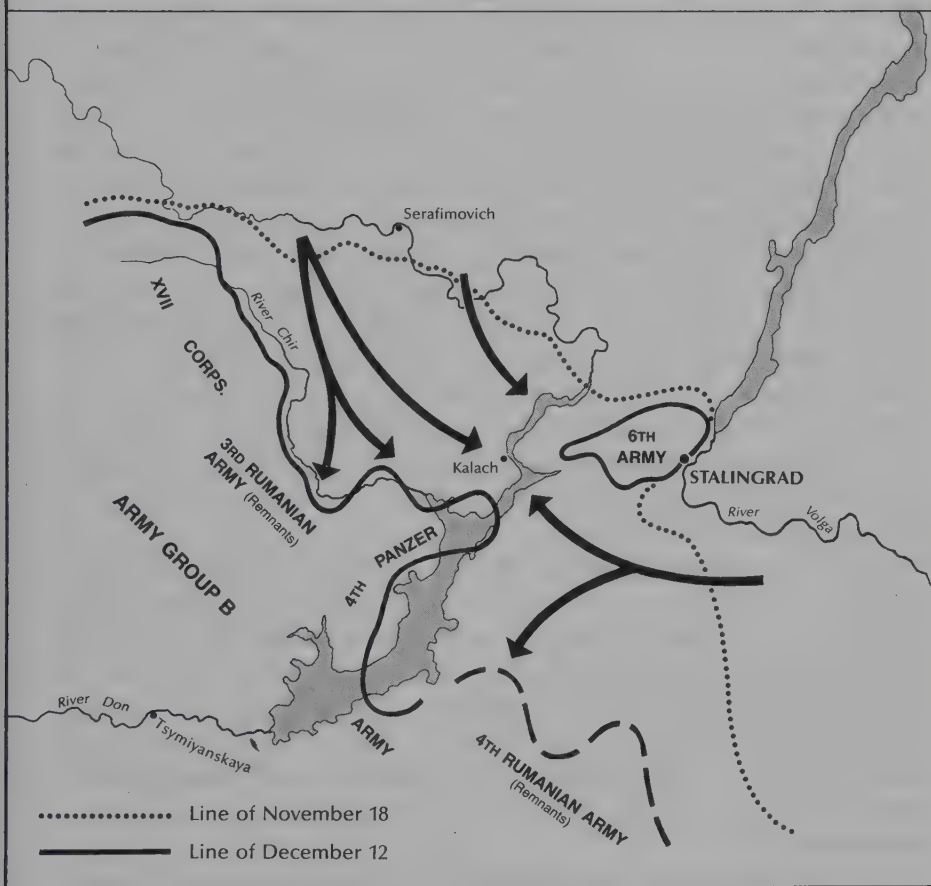 Serafimovich
XVII
CORPS.
River Chir
3RD RUMANIAN
ARMY (Remnants)
ARMY GROUP B
Kalach
6TH
ARMY
STALINGRAD
River Volga
4TH PANZER
ARMY
River Don
Tsymiyanskaya
4TH RUMANIAN ARMY
(Remnants)
Line of November 18
Line of December 12